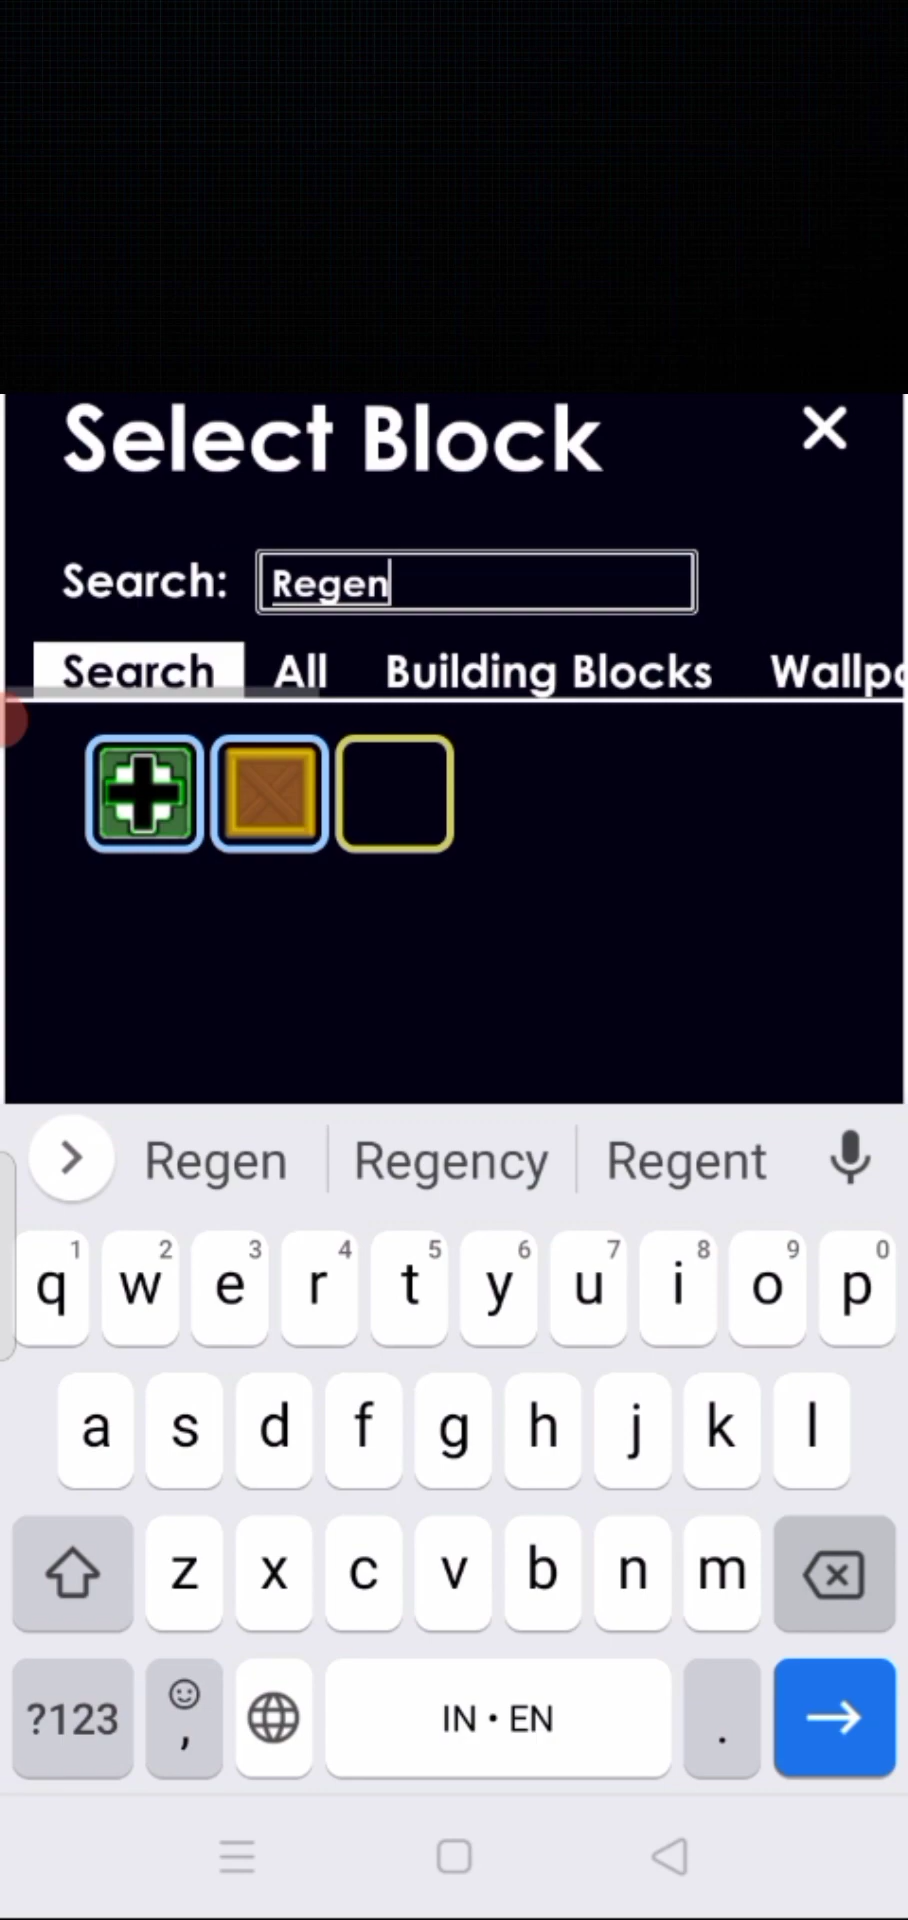 Select Block
Search: Regen
Search All Building Blocks Wallpa
Regen Regency Regent
1 2 3 4 5 6 7 8 9 0
q w e r t y u i o p
a s d f g h j k l
z x c v b n m
?123 , IN • EN .